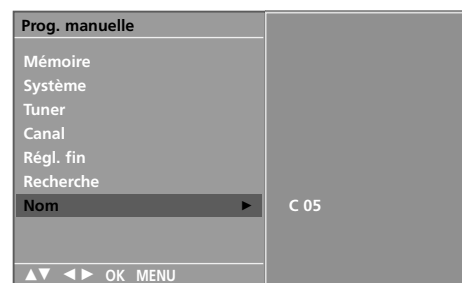 Prog. manuelle
Mémoire
Système
Tuner
Canal
Régl. fin
Recherche
Nom ► C 05
▲▼ ◄► OK MENU